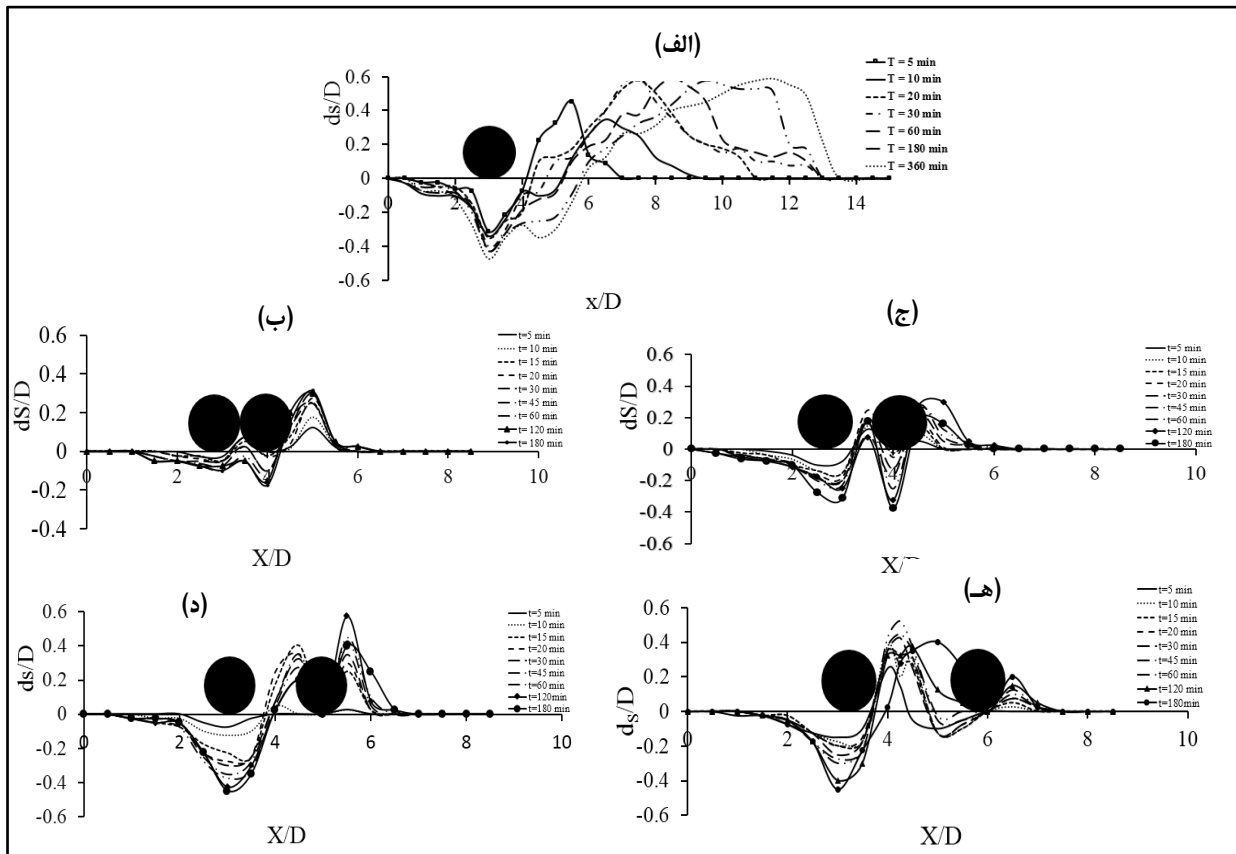 (الف)
ds/D
0.6
0.4
0.2
0
-0.2
-0.4
-0.6
0 2 4 6 8 10 12 14
x/D
T = 5 min
T = 10 min
T = 20 min
T = 30 min
T = 60 min
T = 180 min
T = 360 min
(ب)
dS/D
0.6
0.4
0.2
0
-0.2
-0.4
0 2 4 6 8 10
X/D
t=5 min
t= 10 min
t=15 min
t= 20 min
t=30 min
t=45 min
t=60 min
t=120 min
t=180 min
(ج)
dS/D
0.6
0.4
0.2
0
-0.2
-0.4
-0.6
0 2 4 6 8 10
t=5 min
t=10 min
t=15 min
t=20 min
t=30 min
t=45 min
t=60 min
t=120 min
t=180 min
(د)
ds/D
0.6
0.4
0.2
0
-0.2
-0.4
-0.6
0 2 4 6 8 10
X/D
t=5 min
t=10 min
t=15 min
t=20 min
t=30 min
t=45 min
t=60 min
t=120min
t=180 min
(هـ)
ds/D
0.6
0.4
0.2
0
-0.2
-0.4
-0.6
0 2 4 6 8 10
X/D
t=5 min
t=10 min
t=15 min
t=20 min
t=30 min
t=45 min
t=60 min
t=120 min
t=180min